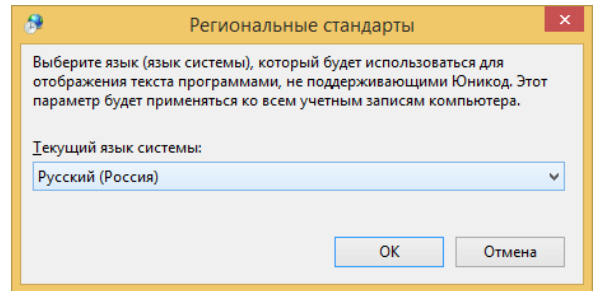 Региональные стандарты
Выберите язык (язык системы), который будет использоваться для
отображения текста программами, не поддерживающими Юникод. Этот
параметр будет применяться ко всем учетным записям компьютера.
Текущий язык системы:
Русский (Россия)
ОК
Отмена